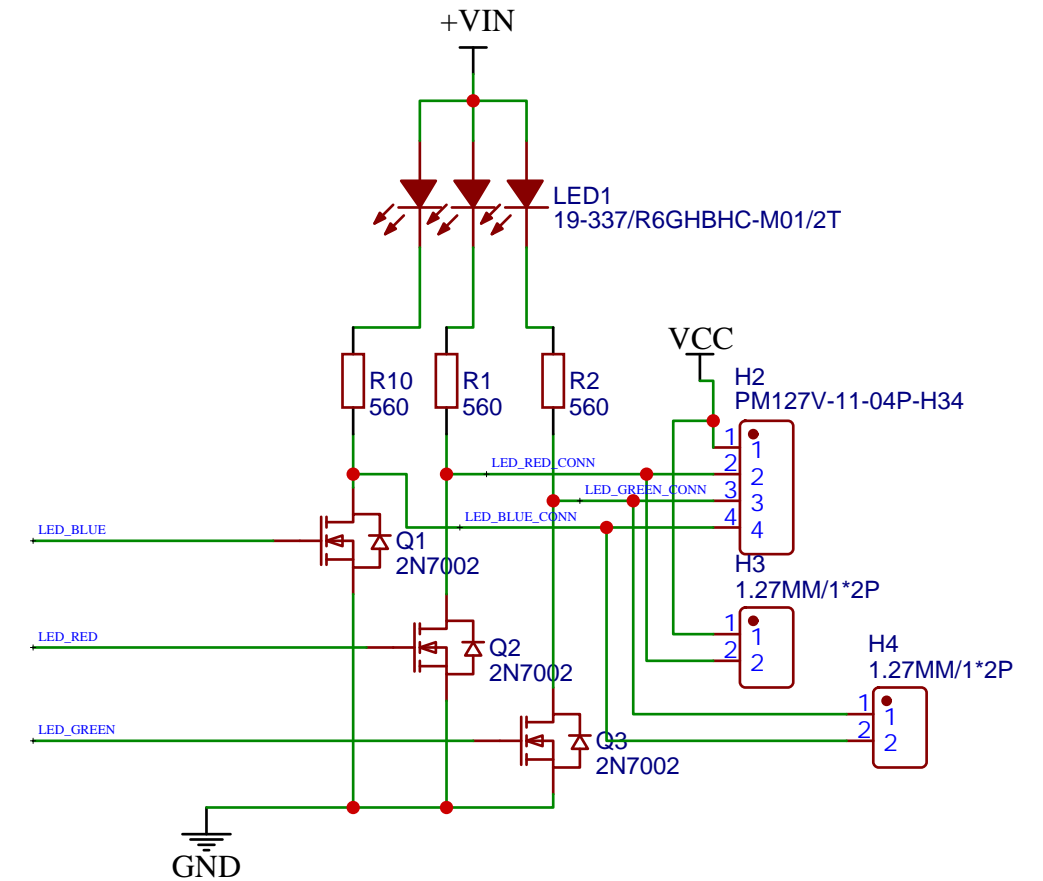 +VIN
LED1
19-337/R6GHBHC-M01/2T
VCC
H2
PM127V-11-04P-H34
R10
560
R1
560
R2
560
1
1
2
2
3
3
4
4
LED_RED_CONN
LED_GREEN_CONN
LED_BLUE_CONN
LED_BLUE
Q1
2N7002
H3
1.27MM/1*2P
1
1
2
2
LED_RED
Q2
2N7002
H4
1.27MM/1*2P
1
1
2
2
LED_GREEN
Q3
2N7002
GND